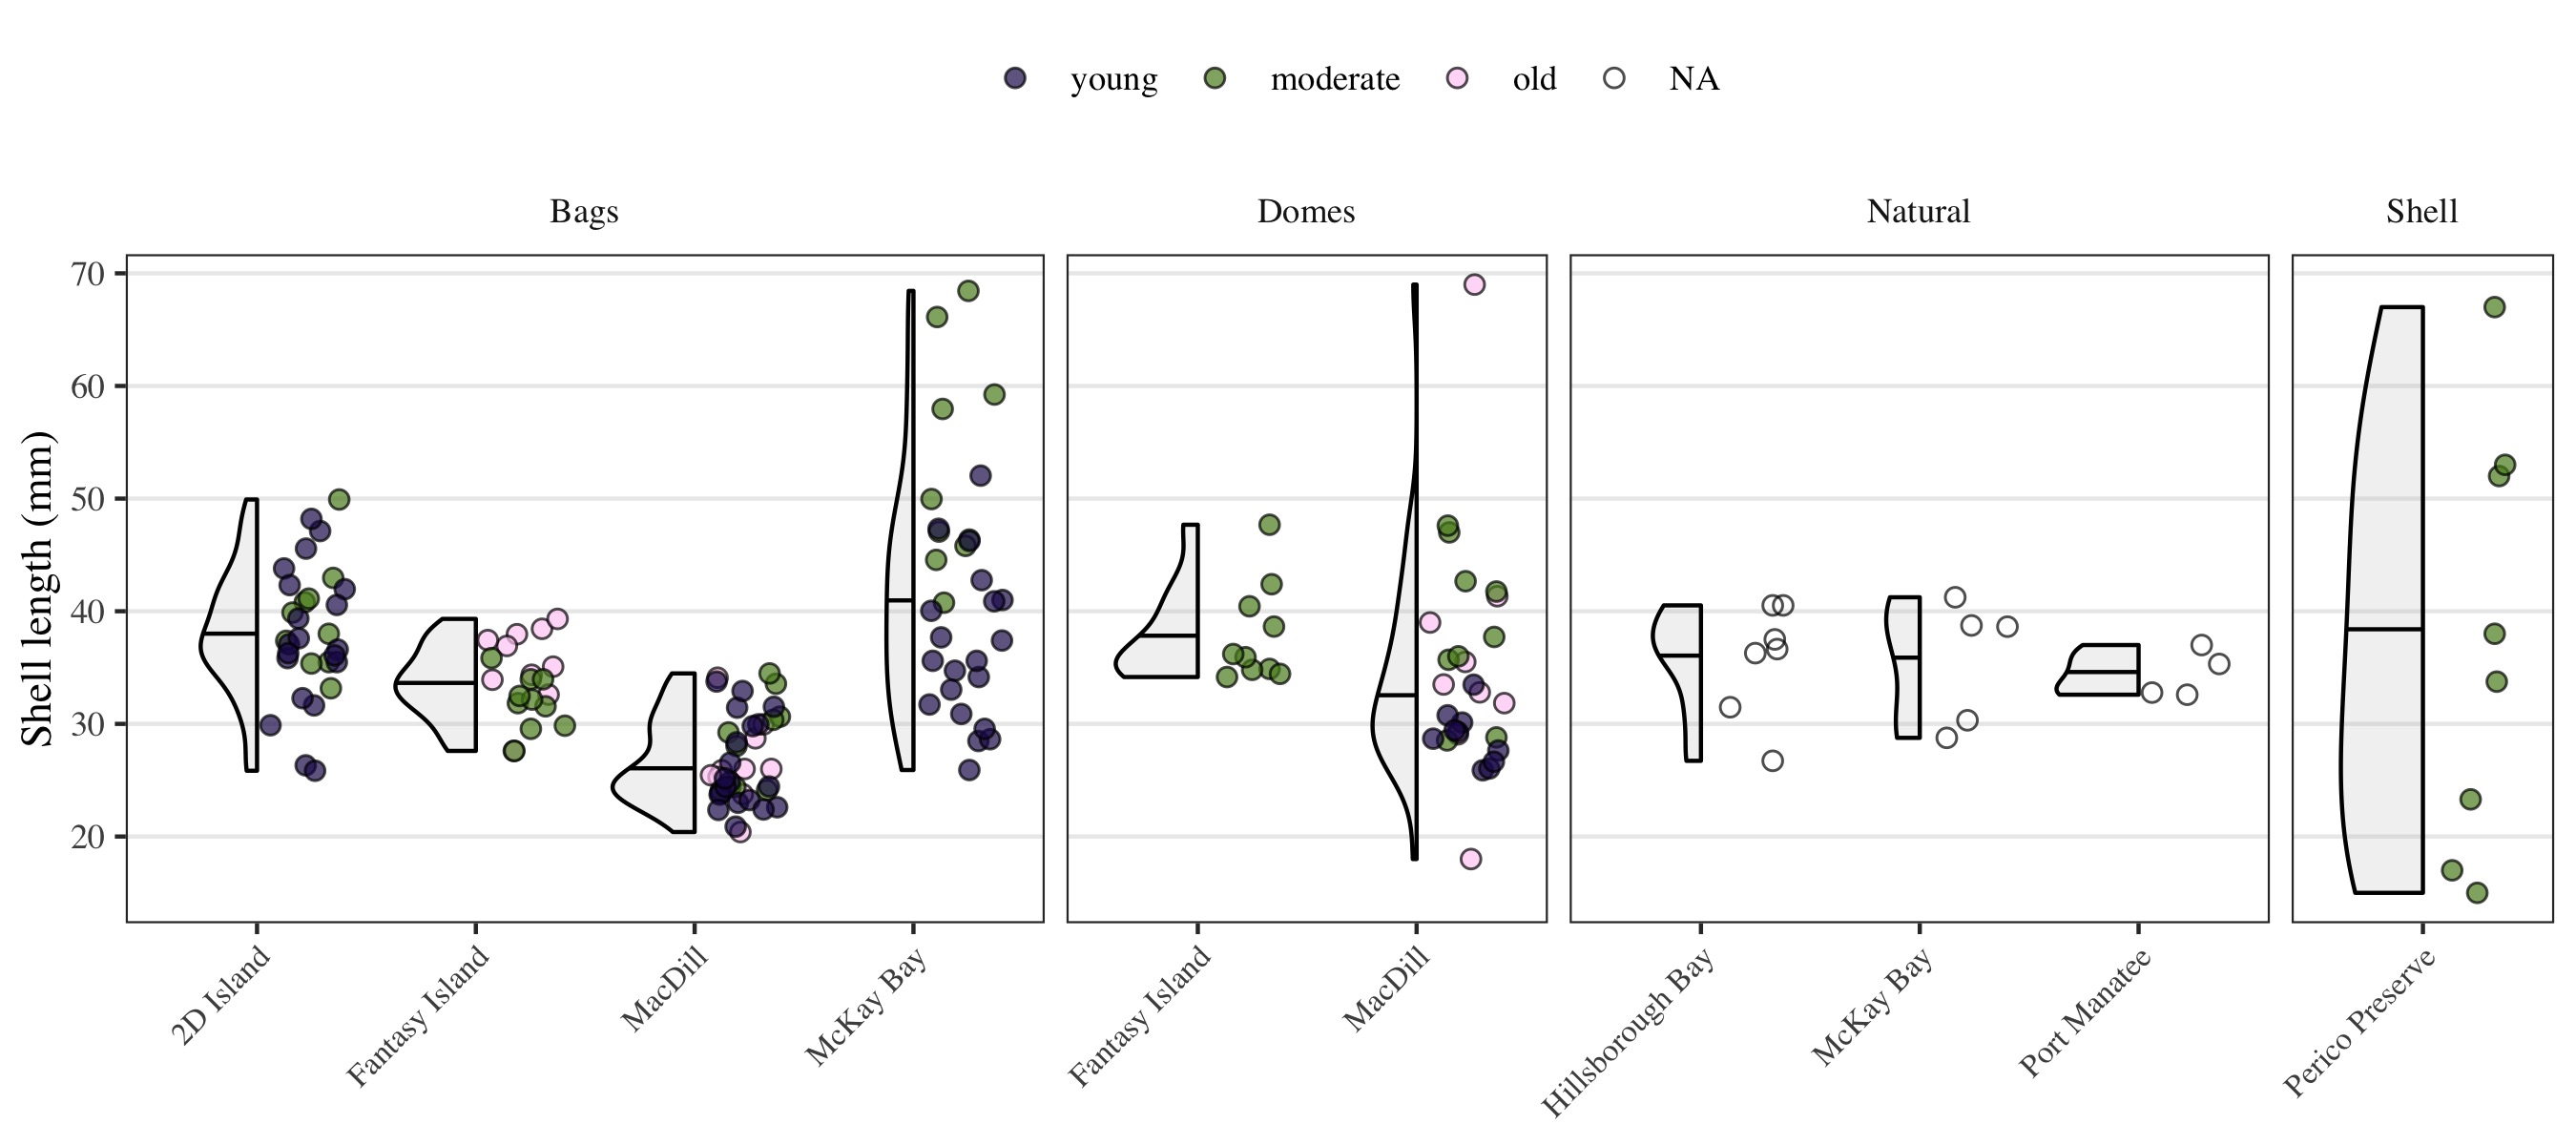 young moderate old NA
Bags Domes Natural Shell
Shell length (mm)
70
60
50
40
30
20
2D Island
Fantasy Island
MacDill
McKay Bay
Fantasy Island
MacDill
Hillsborough Bay
McKay Bay
Port Manatee
Perico Preserve